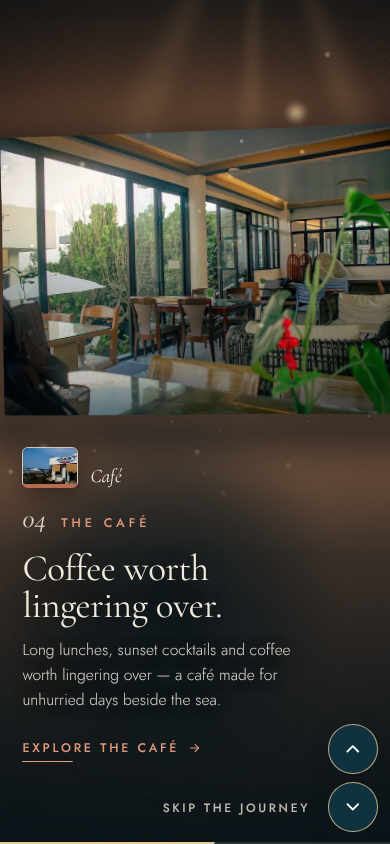 Café
04 THE CAFÉ
Coffee worth
lingering over.
Long lunches, sunset cocktails and coffee
worth lingering over — a café made for
unhurried days beside the sea.
EXPLORE THE CAFÉ →
SKIP THE JOURNEY